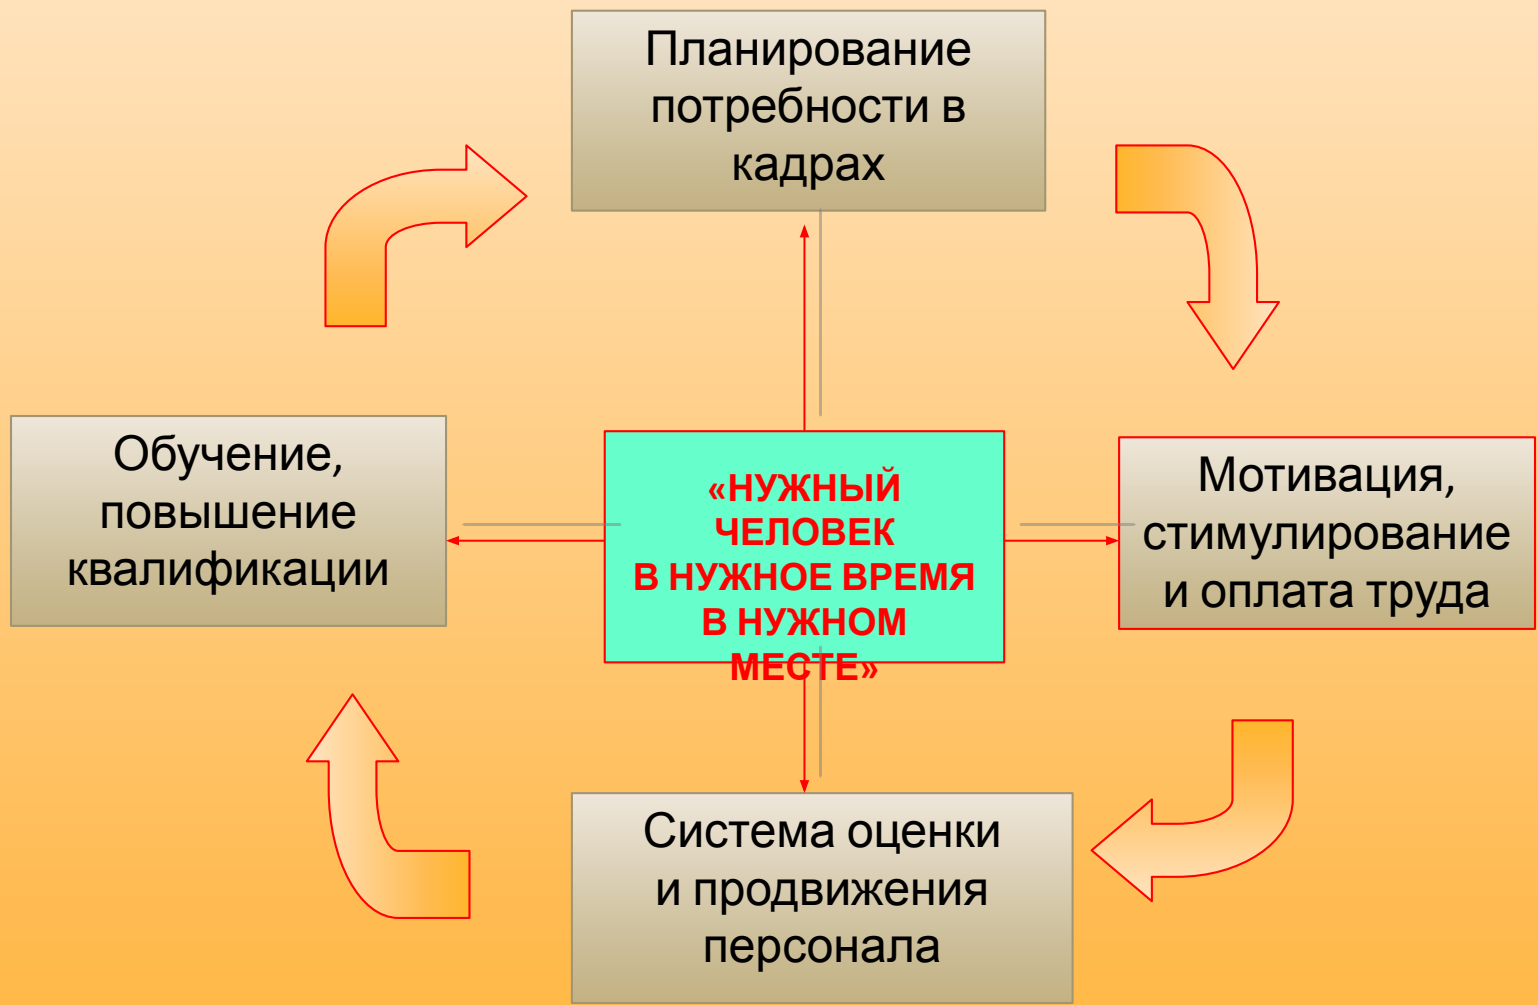 Планирование
потребности в
кадрах
Обучение,
повышение
квалификации
«НУЖНЫЙ
ЧЕЛОВЕК
В НУЖНОЕ ВРЕМЯ
В НУЖНОМ
МЕСТЕ»
Мотивация,
стимулирование
и оплата труда
Система оценки
и продвижения
персонала